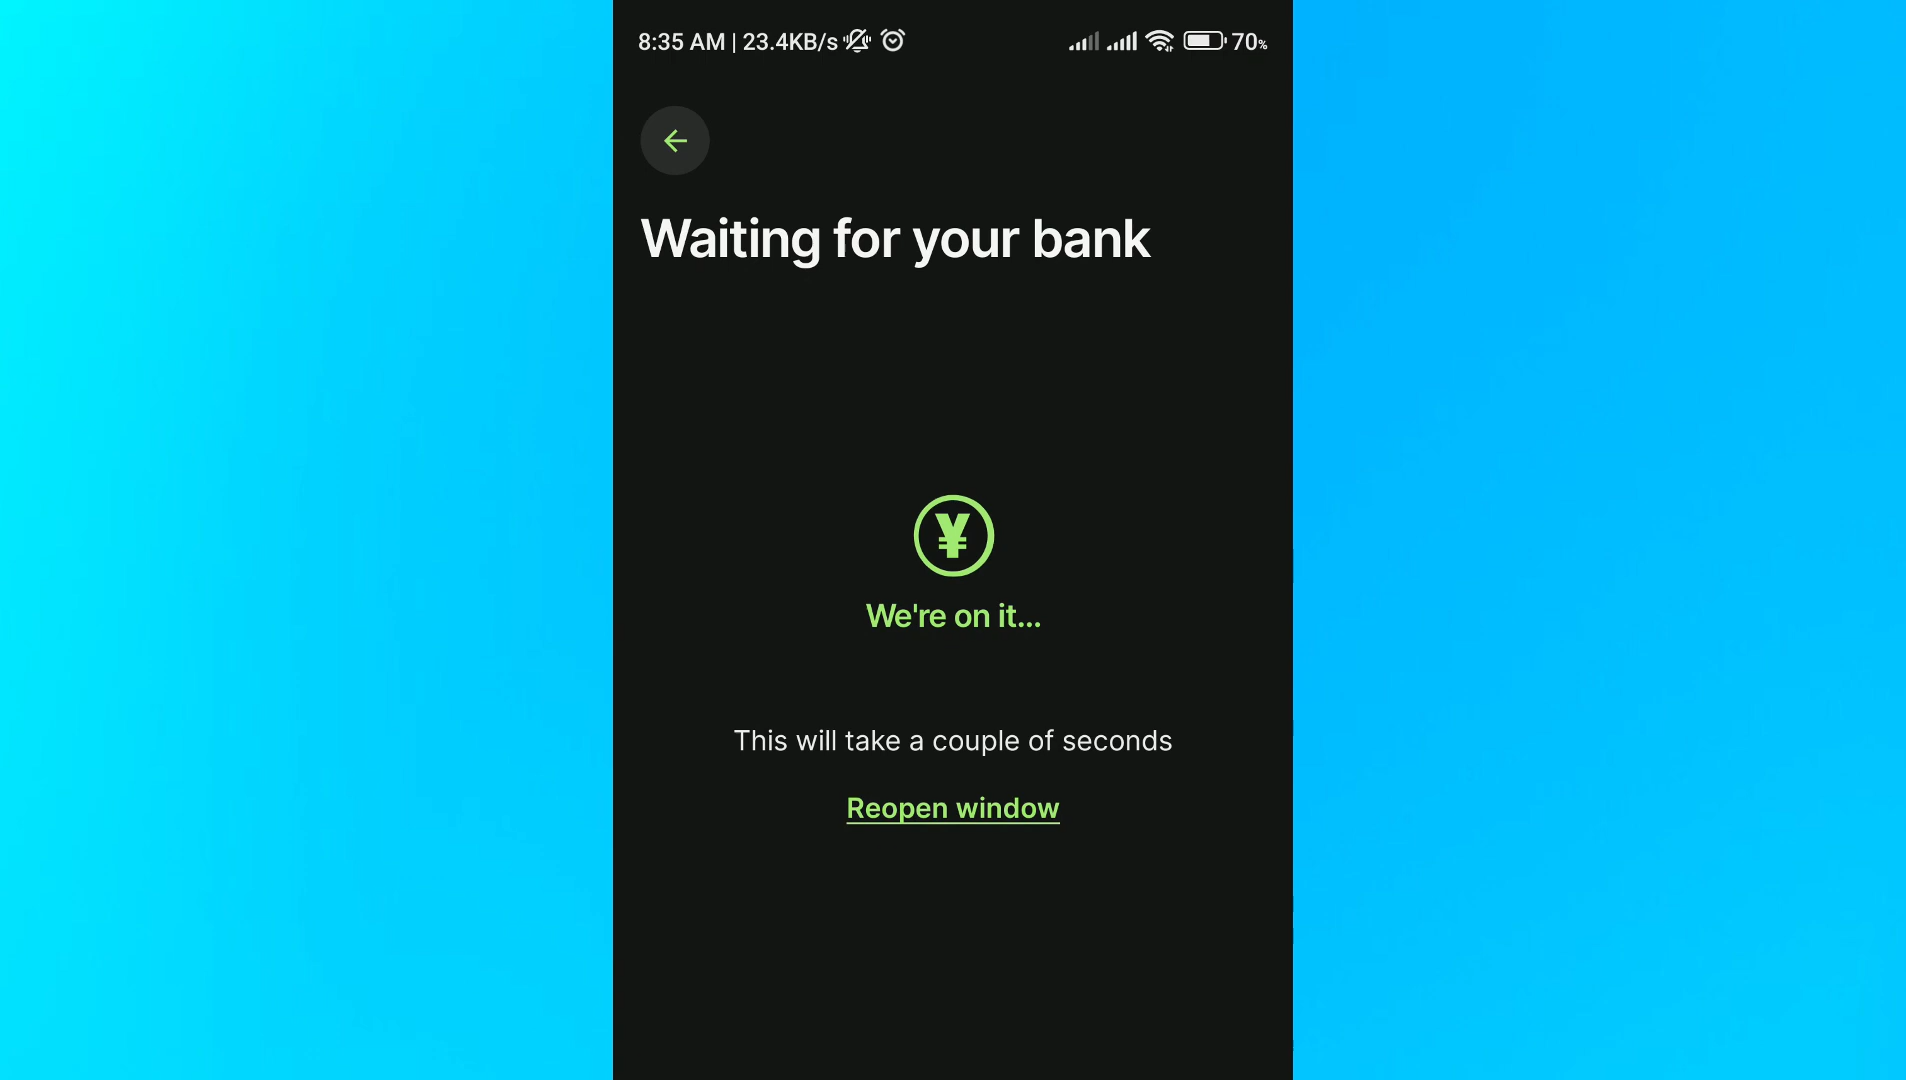 8:35 AM | 23.4KB/s 70%
Waiting for your bank
¥
We're on it...
This will take a couple of seconds
Reopen window